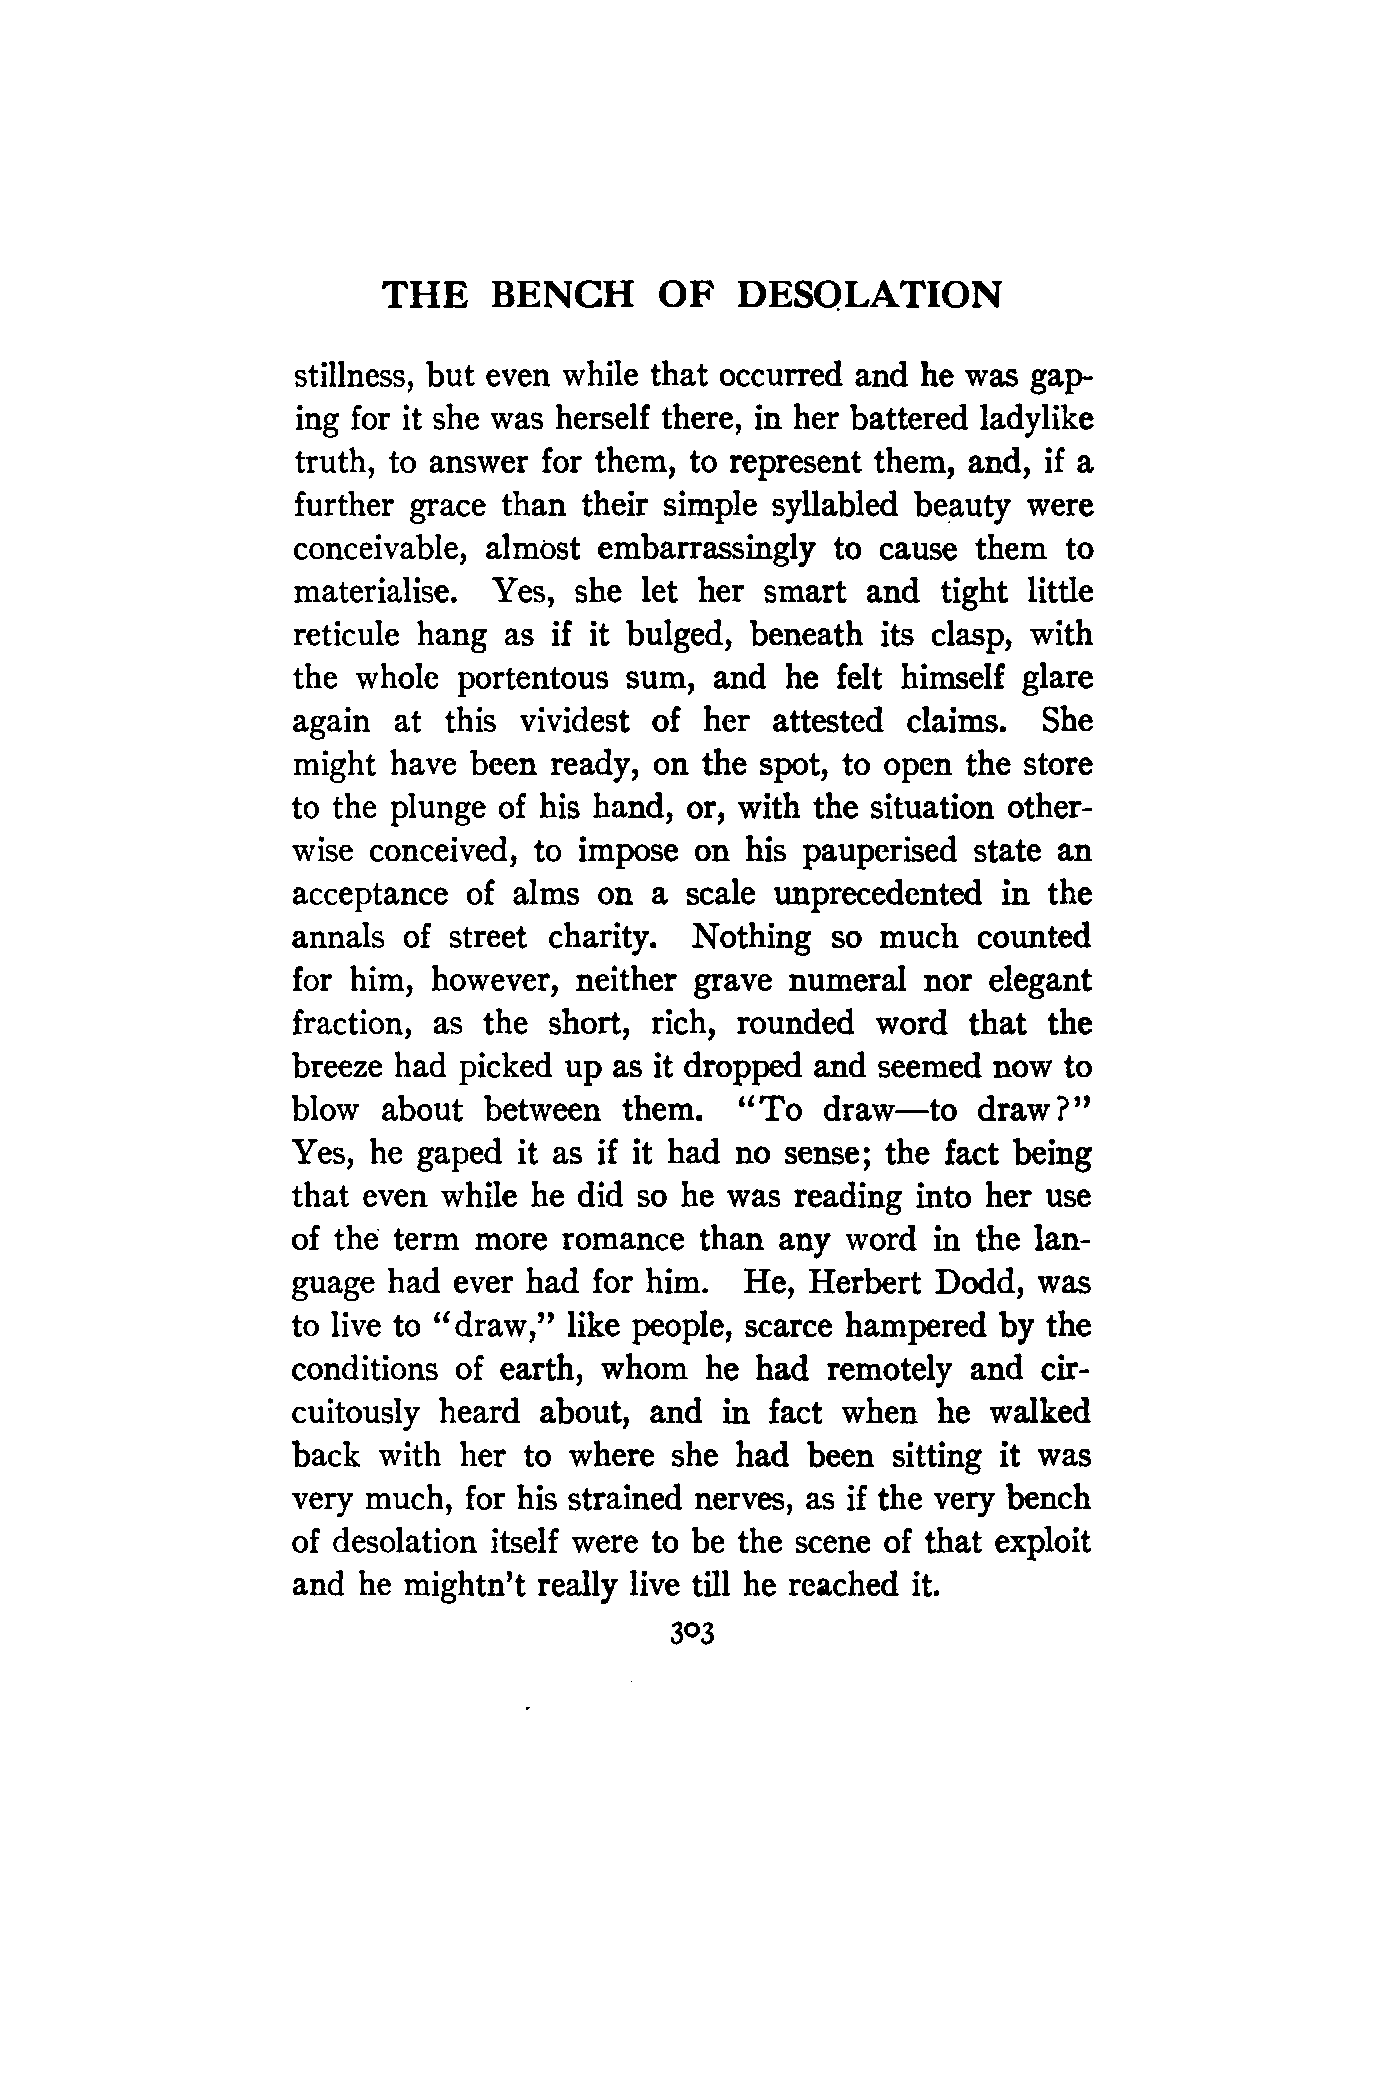 THE BENCH OF DESOLATION
stillness, but even while that occurred and he was gap-
ing for it she was herself there, in her battered ladylike
truth, to answer for them, to represent them, and, if a
further grace than their simple syllabled beauty were
conceivable, almost embarrassingly to cause them to
materialise. Yes, she let her smart and tight little
reticule hang as if it bulged, beneath its clasp, with
the whole portentous sum, and he felt himself glare
again at this vividest of her attested claims. She
might have been ready, on the spot, to open the store
to the plunge of his hand, or, with the situation other-
wise conceived, to impose on his pauperised state an
acceptance of alms on a scale unprecedented in the
annals of street charity. Nothing so much counted
for him, however, neither grave numeral nor elegant
fraction, as the short, rich, rounded word that the
breeze had picked up as it dropped and seemed now to
blow about between them. "To draw—to draw?"
Yes, he gaped it as if it had no sense; the fact being
that even while he did so he was reading into her use
of the term more romance than any word in the lan-
guage had ever had for him. He, Herbert Dodd, was
to live to "draw," like people, scarce hampered by the
conditions of earth, whom he had remotely and cir-
cuitously heard about, and in fact when he walked
back with her to where she had been sitting it was
very much, for his strained nerves, as if the very bench
of desolation itself were to be the scene of that exploit
and he mightn't really live till he reached it.
303